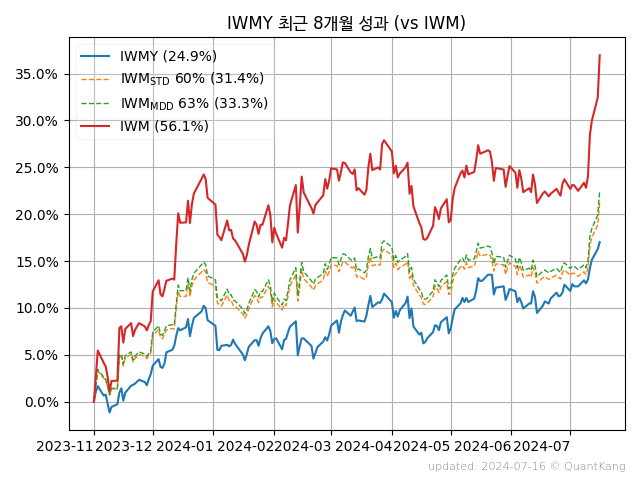 IWMY 최근 8개월 성과 (vs IWM)
IWMY (24.9%)
IWM_STD 60% (31.4%)
IWM_MDD 63% (33.3%)
IWM (56.1%)
35.0%
30.0%
25.0%
20.0%
15.0%
10.0%
5.0%
0.0%
2023-11 2023-12 2024-01 2024-02 2024-03 2024-04 2024-05 2024-06 2024-07
updated: 2024-07-16 © QuantKang